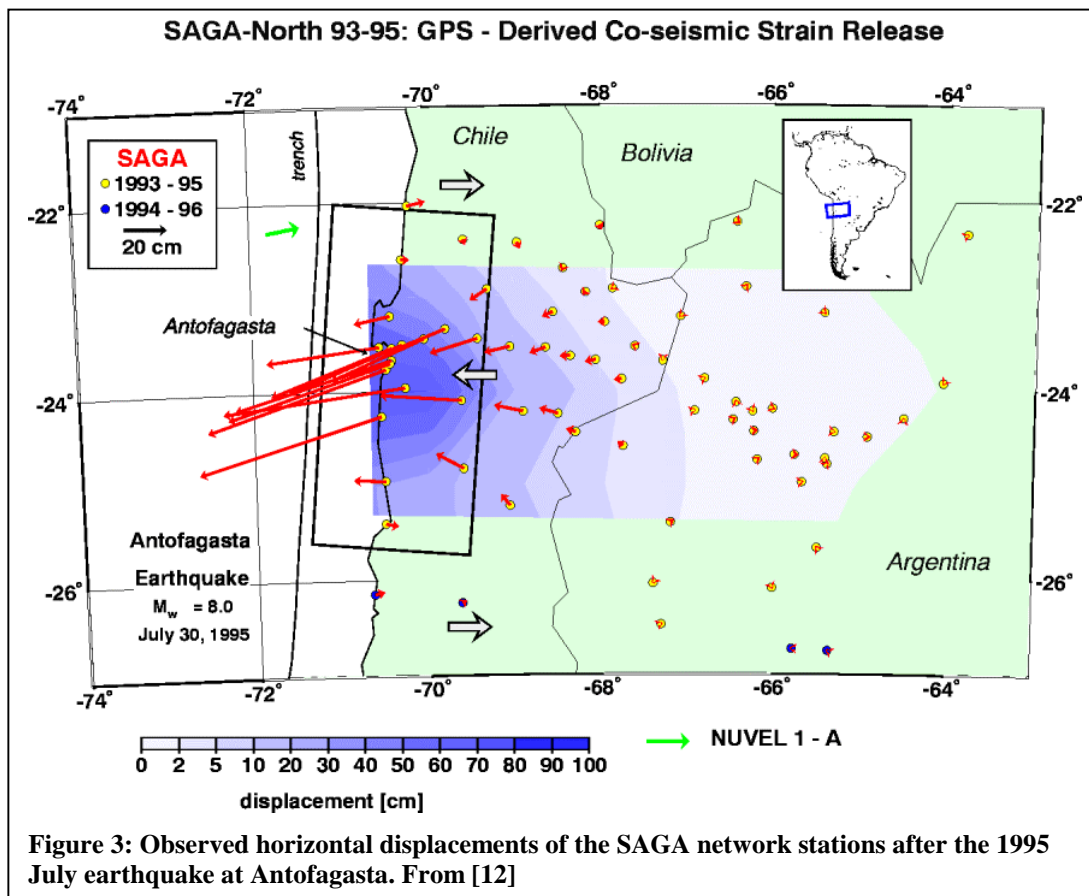 SAGA-North 93-95: GPS - Derived Co-seismic Strain Release
-74° -72° -70° -68° -66° -64°
SAGA
1993 - 95
1994 - 96
20 cm
trench
Chile
Bolivia
-22° -22°
Antofagasta
-24° -24°
Antofagasta
Earthquake
Mw = 8.0
July 30, 1995
Argentina
-26° -26°
-74° -72° -70° -68° -66° -64°
NUVEL 1 - A
0 2 5 10 20 30 40 50 60 70 80 90 100
displacement [cm]
Figure 3: Observed horizontal displacements of the SAGA network stations after the 1995
July earthquake at Antofagasta. From [12]